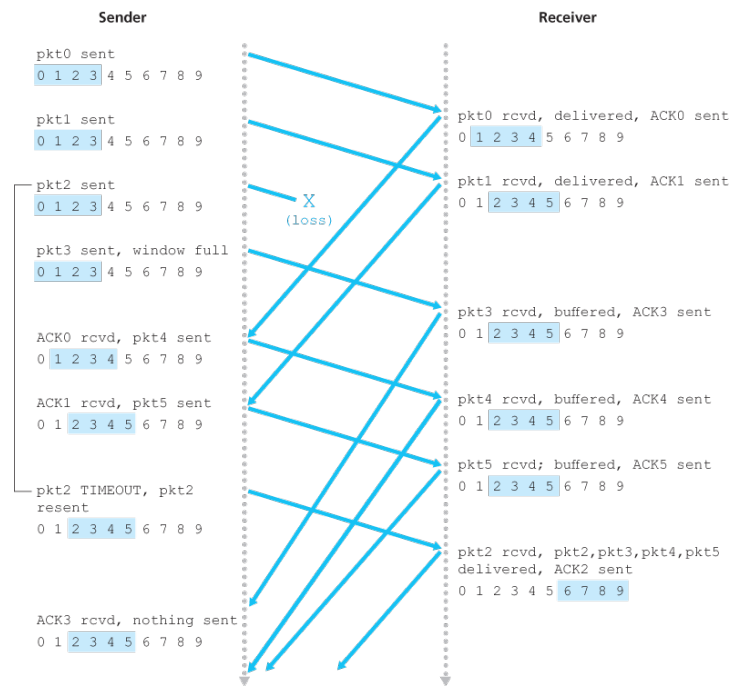 Sender
Receiver
pkt0 sent
0 1 2 3 4 5 6 7 8 9
pkt0 rcvd, delivered, ACK0 sent
0 1 2 3 4 5 6 7 8 9
pkt1 sent
0 1 2 3 4 5 6 7 8 9
pkt1 rcvd, delivered, ACK1 sent
0 1 2 3 4 5 6 7 8 9
pkt2 sent
0 1 2 3 4 5 6 7 8 9
X
(loss)
pkt3 sent, window full
0 1 2 3 4 5 6 7 8 9
pkt3 rcvd, buffered, ACK3 sent
0 1 2 3 4 5 6 7 8 9
ACK0 rcvd, pkt4 sent
0 1 2 3 4 5 6 7 8 9
pkt4 rcvd, buffered, ACK4 sent
0 1 2 3 4 5 6 7 8 9
ACK1 rcvd, pkt5 sent
0 1 2 3 4 5 6 7 8 9
pkt5 rcvd; buffered, ACK5 sent
0 1 2 3 4 5 6 7 8 9
pkt2 TIMEOUT, pkt2
resent
0 1 2 3 4 5 6 7 8 9
pkt2 rcvd, pkt2,pkt3,pkt4,pkt5
delivered, ACK2 sent
0 1 2 3 4 5 6 7 8 9
ACK3 rcvd, nothing sent
0 1 2 3 4 5 6 7 8 9